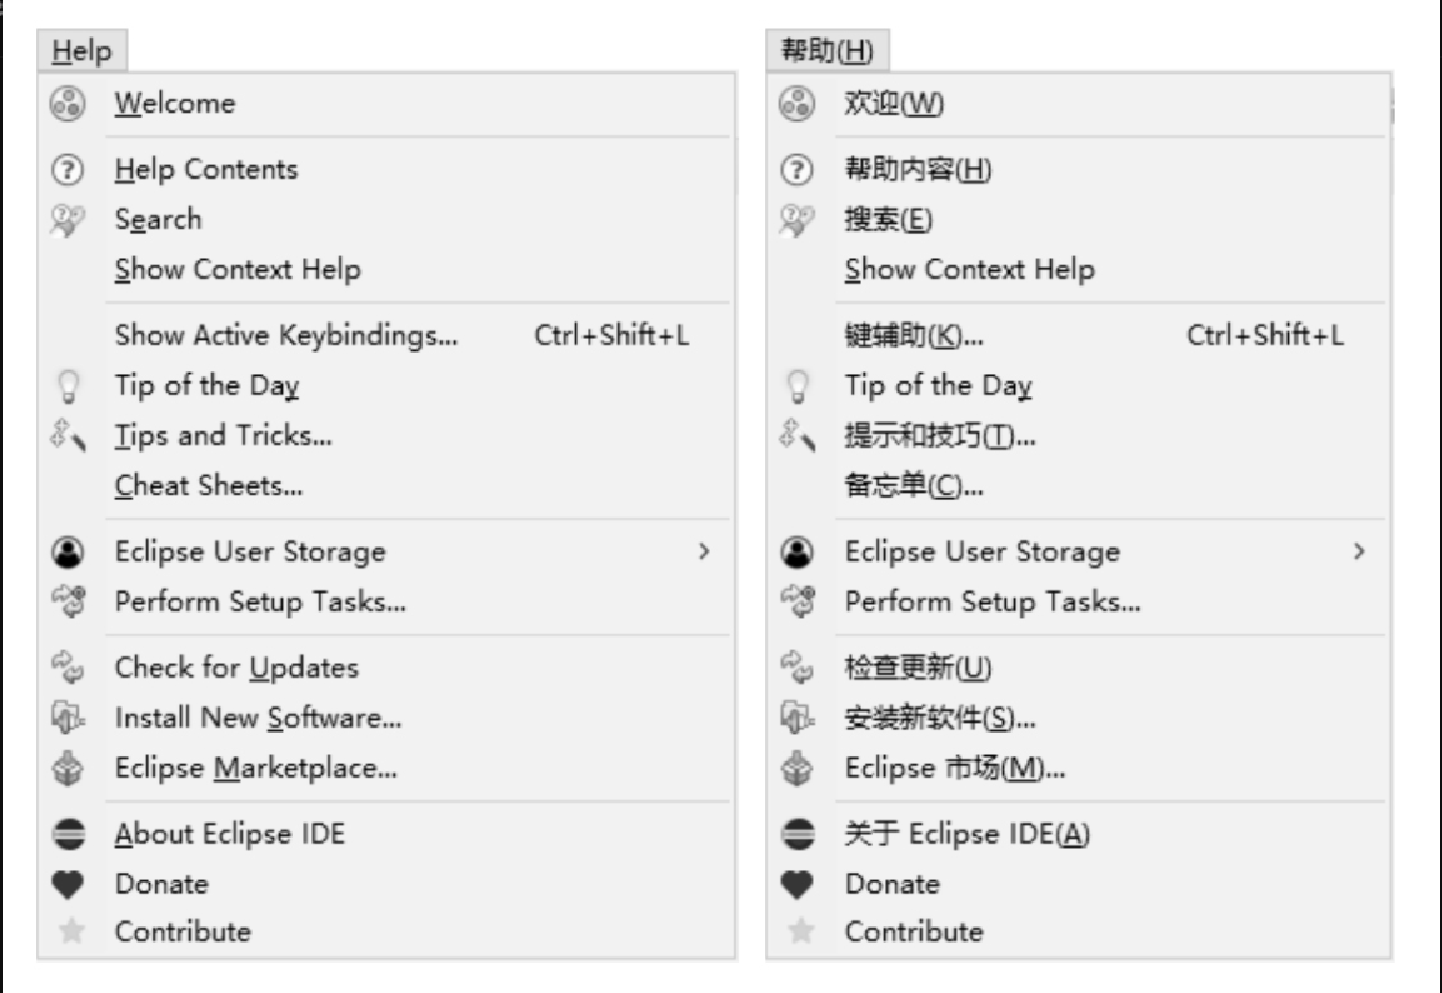 Help
Welcome
Help Contents
Search
Show Context Help
Show Active Keybindings... Ctrl+Shift+L
Tip of the Day
Tips and Tricks...
Cheat Sheets...
Eclipse User Storage
Perform Setup Tasks...
Check for Updates
Install New Software...
Eclipse Marketplace...
About Eclipse IDE
Donate
Contribute
帮助(H)
欢迎(W)
帮助内容(H)
搜索(E)
Show Context Help
键辅助(K)... Ctrl+Shift+L
Tip of the Day
提示和技巧(T)...
备忘单(C)...
Eclipse User Storage
Perform Setup Tasks...
检查更新(U)
安装新软件(S)...
Eclipse 市场(M)...
关于 Eclipse IDE(A)
Donate
Contribute